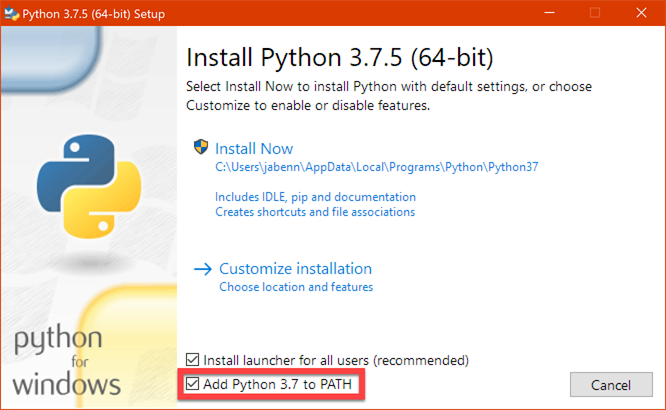 Python 3.7.5 (64-bit) Setup
Install Python 3.7.5 (64-bit)
Select Install Now to install Python with default settings, or choose
Customize to enable or disable features.
Install Now
C:\Users\jabenn\AppData\Local\Programs\Python\Python37
Includes IDLE, pip and documentation
Creates shortcuts and file associations
Customize installation
Choose location and features
python
for
windows
Install launcher for all users (recommended)
Add Python 3.7 to PATH
Cancel